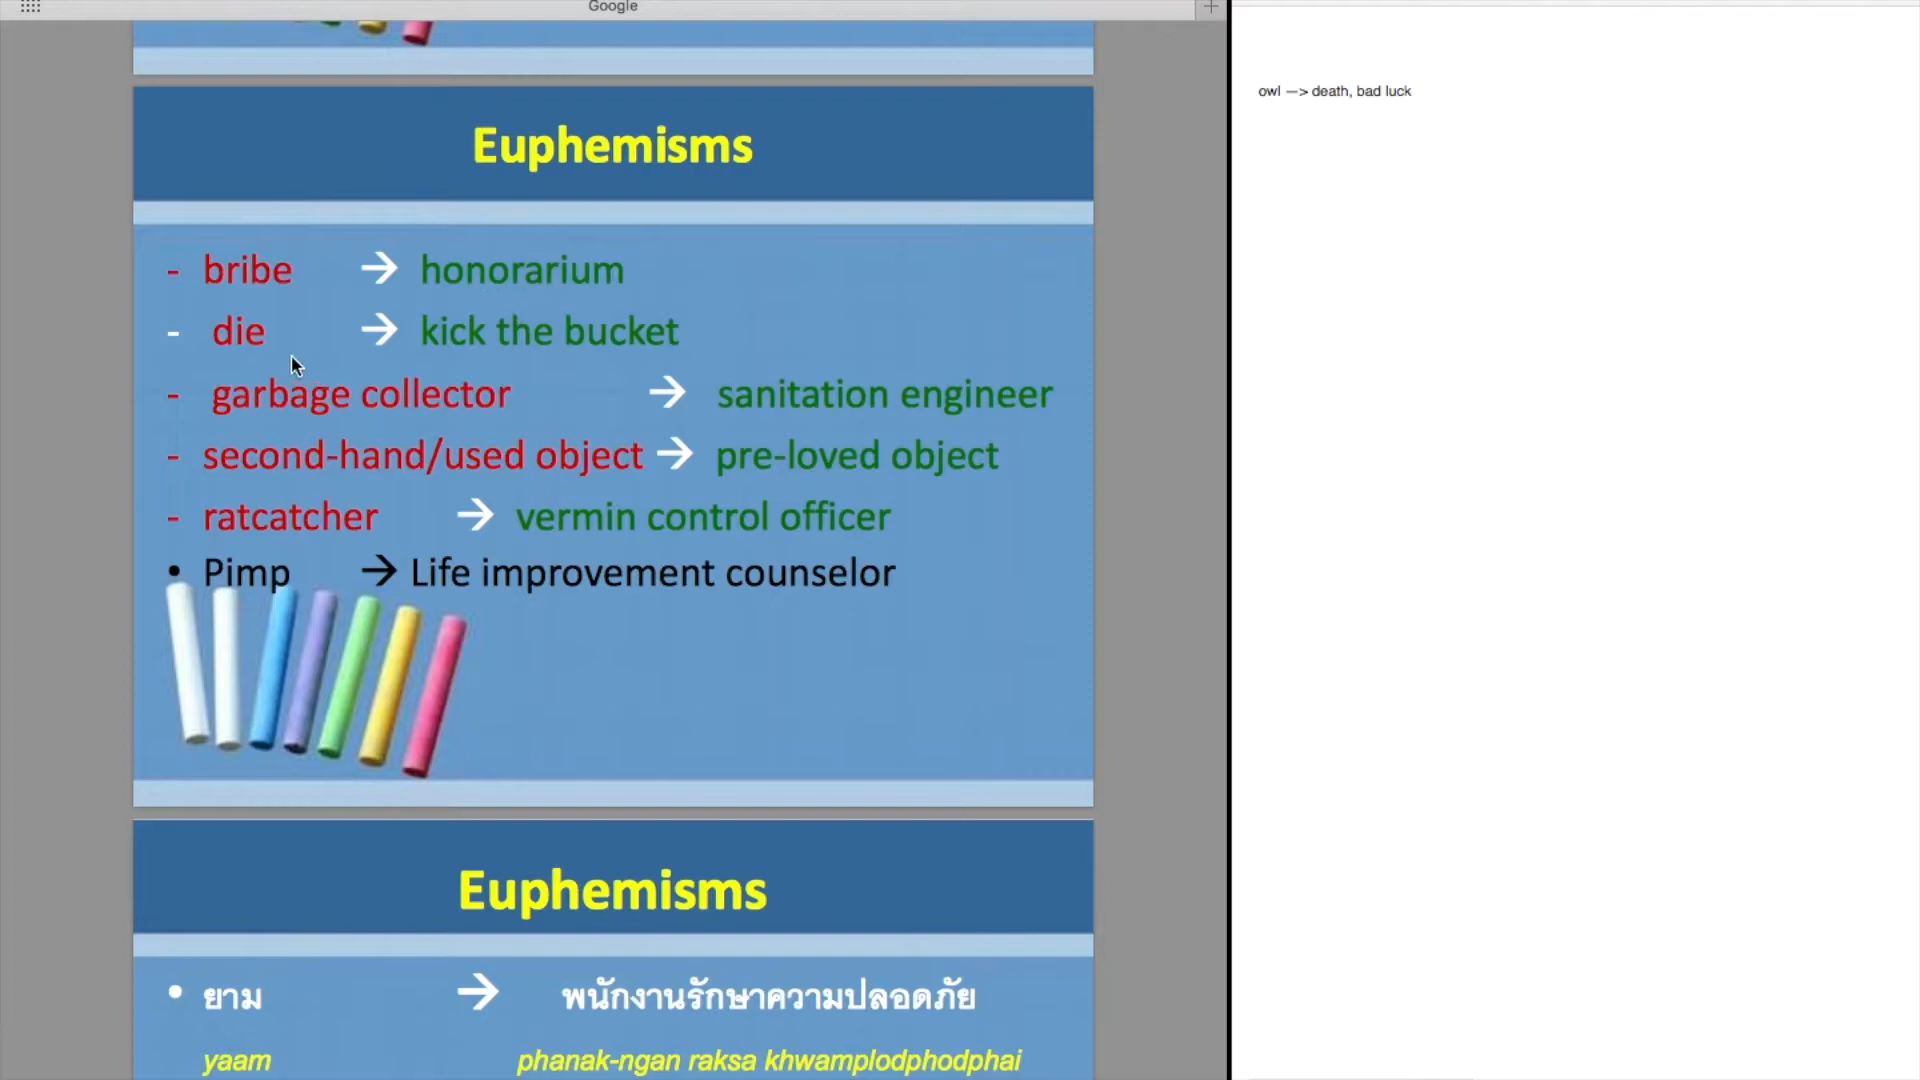 Google
owl —> death, bad luck
Euphemisms
- bribe → honorarium
- die → kick the bucket
- garbage collector → sanitation engineer
- second-hand/used object → pre-loved object
- ratcatcher → vermin control officer
• Pimp → Life improvement counselor
Euphemisms
• ยาม → พนักงานรักษาความปลอดภัย
yaam phanak-ngan raksa khwamplodphodphai